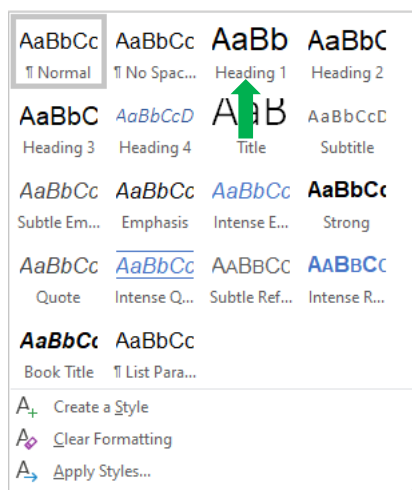 AaBbCc AaBbCc AaBb AaBbC
¶ Normal ¶ No Spac... Heading 1 Heading 2
AaBbC AaBbCcD AaB AaBbCcD
Heading 3 Heading 4 Title Subtitle
AaBbCc AaBbCc AaBbCc AaBbCc
Subtle Em... Emphasis Intense E... Strong
AaBbCc AaBbCc AaBbCc AaBbCc
Quote Intense Q... Subtle Ref... Intense R...
AaBbCc AaBbCc
Book Title ¶ List Para...
Create a Style
Clear Formatting
Apply Styles...